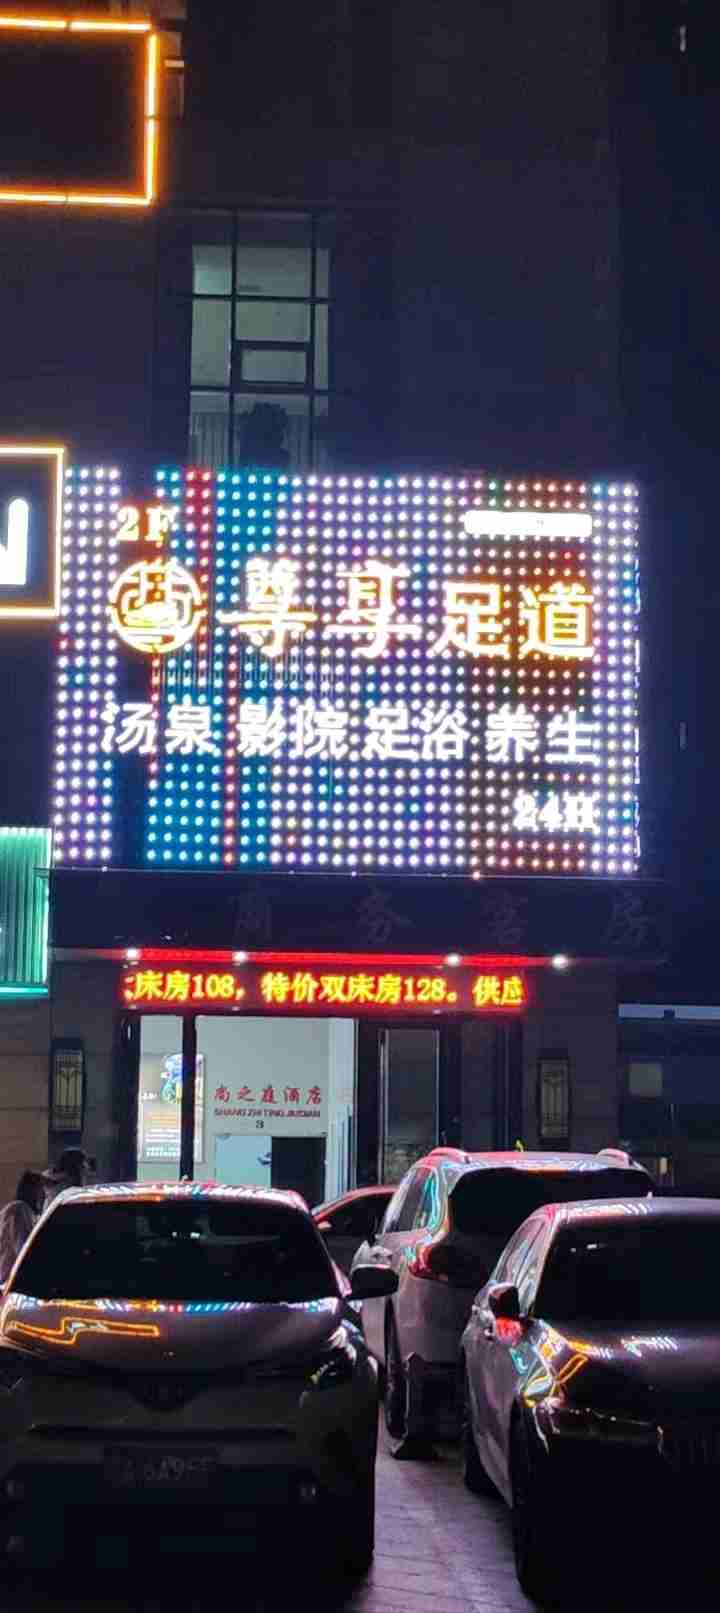 2F
尊享足道
汤泉 影院 足浴 养生
24H
商务客房
床房108，特价双床房128。供应
尚之庭酒店
SHANG ZHI TING JIUDIAN